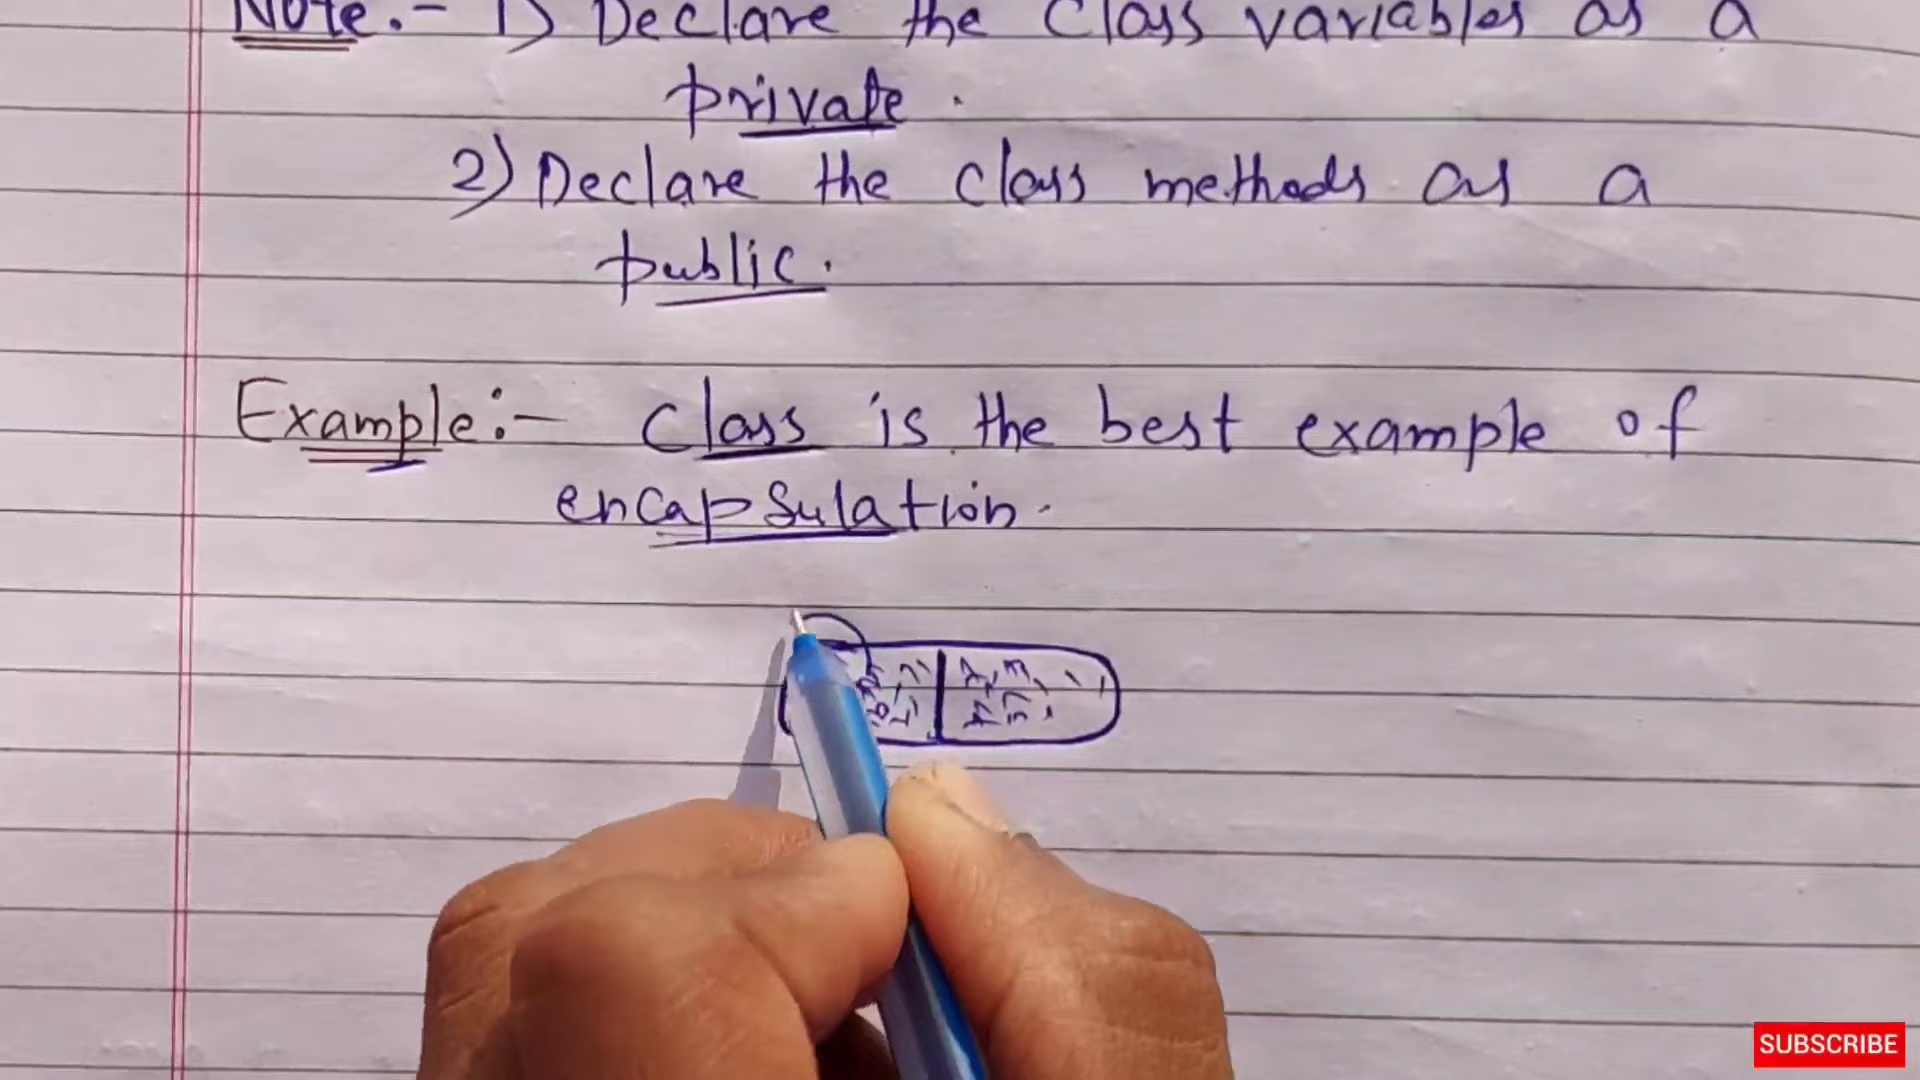 Note:- 1) Declare the Class variables as a
private.
2) Declare the class methods as a
public.
Example:- Class is the best example of
encapsulation.
SUBSCRIBE